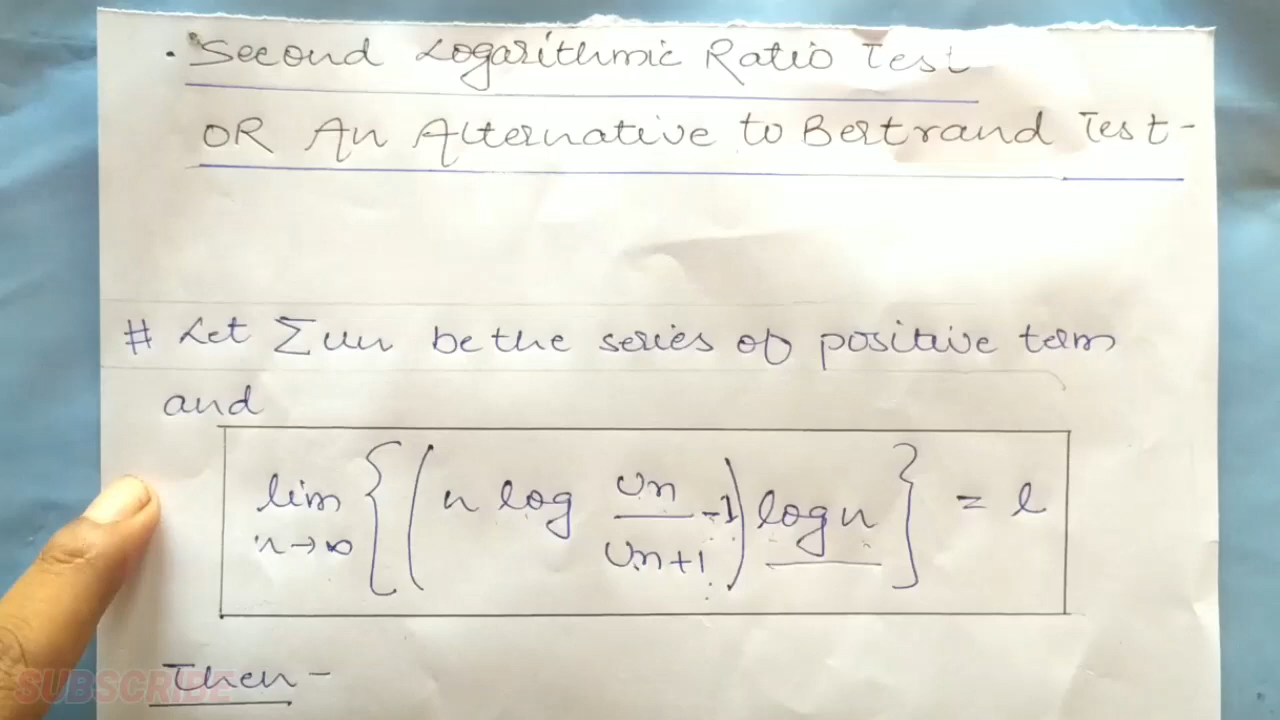 . Second Logarithmic Ratio Test
OR An Alternative to Bertrand Test-
# Let Σun be the series of positive term
and
lim n→∞ { ( n log Un/Un+1 -1 ) log n } = l
Then -
SUBSCRIBE